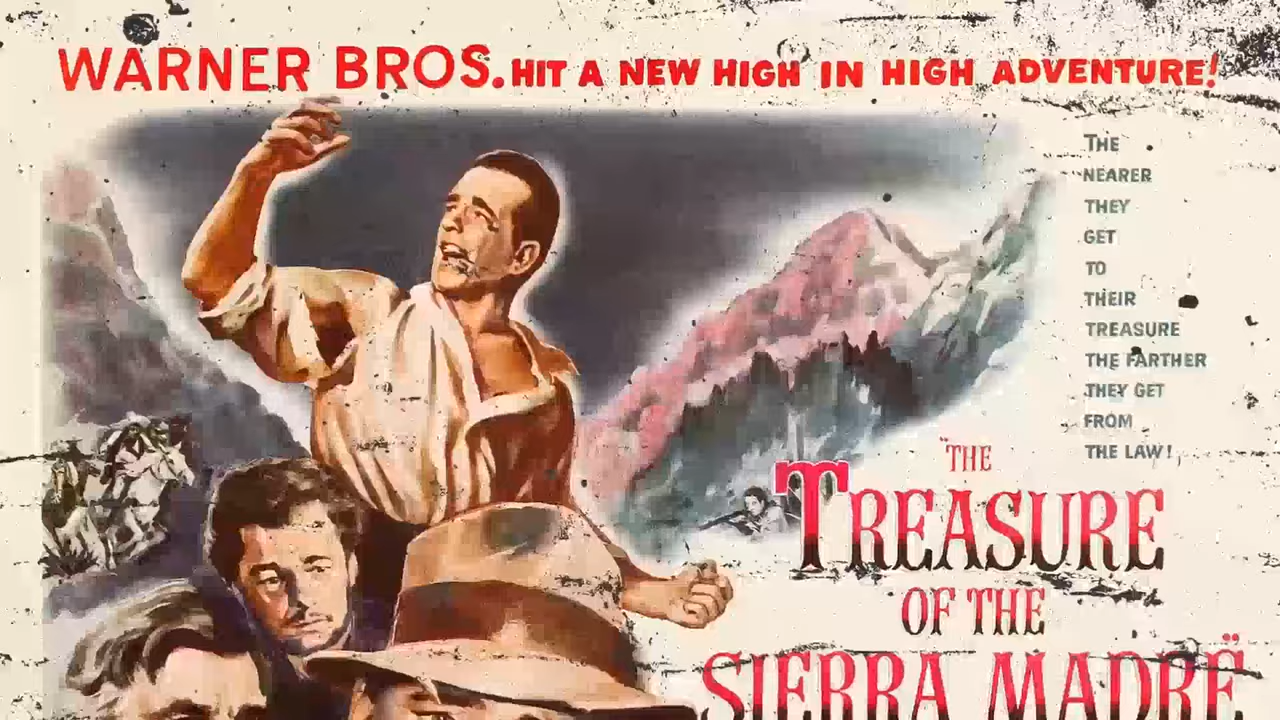 WARNER BROS. HIT A NEW HIGH IN HIGH ADVENTURE!
THE
NEARER
THEY
GET
TO
THEIR
TREASURE
THE FARTHER
THEY GET
FROM
THE LAW!
"THE
TREASURE
OF THE
SIERRA MADRE"